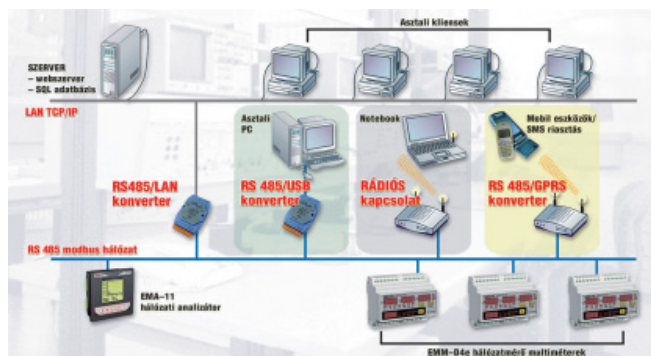 Asztali kliensek
SZERVER
– webszerver
– SQL adatbázis
LAN TCP/IP
Asztali
PC
Notebook
Mobil eszközök/
SMS riasztás
RS485/LAN
konverter
RS 485/USB
konverter
RÁDIÓS
kapcsolat
RS 485/GPRS
konverter
RS 485 modbus hálózat
EMA-11
hálózati analizátor
EMM-D4e hálózatmérő multiméterek